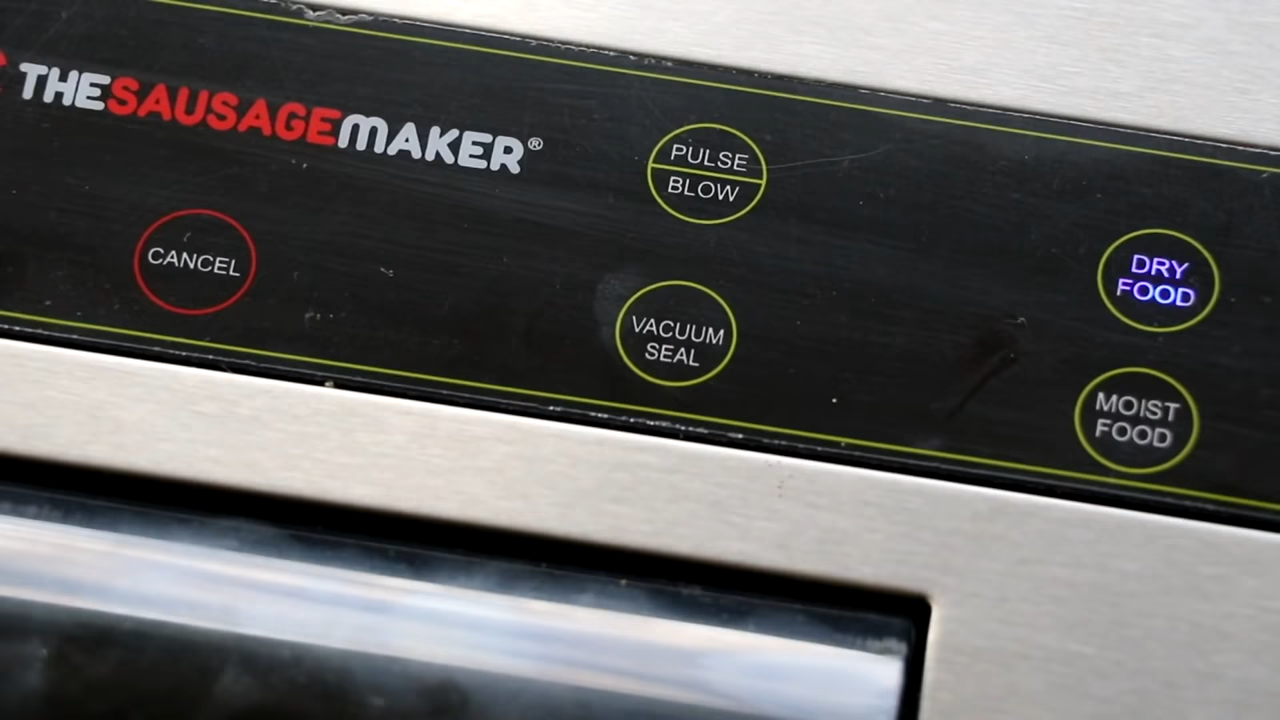 THESAUSAGEMAKER®
PULSE
BLOW
CANCEL
VACUUM
SEAL
DRY
FOOD
MOIST
FOOD